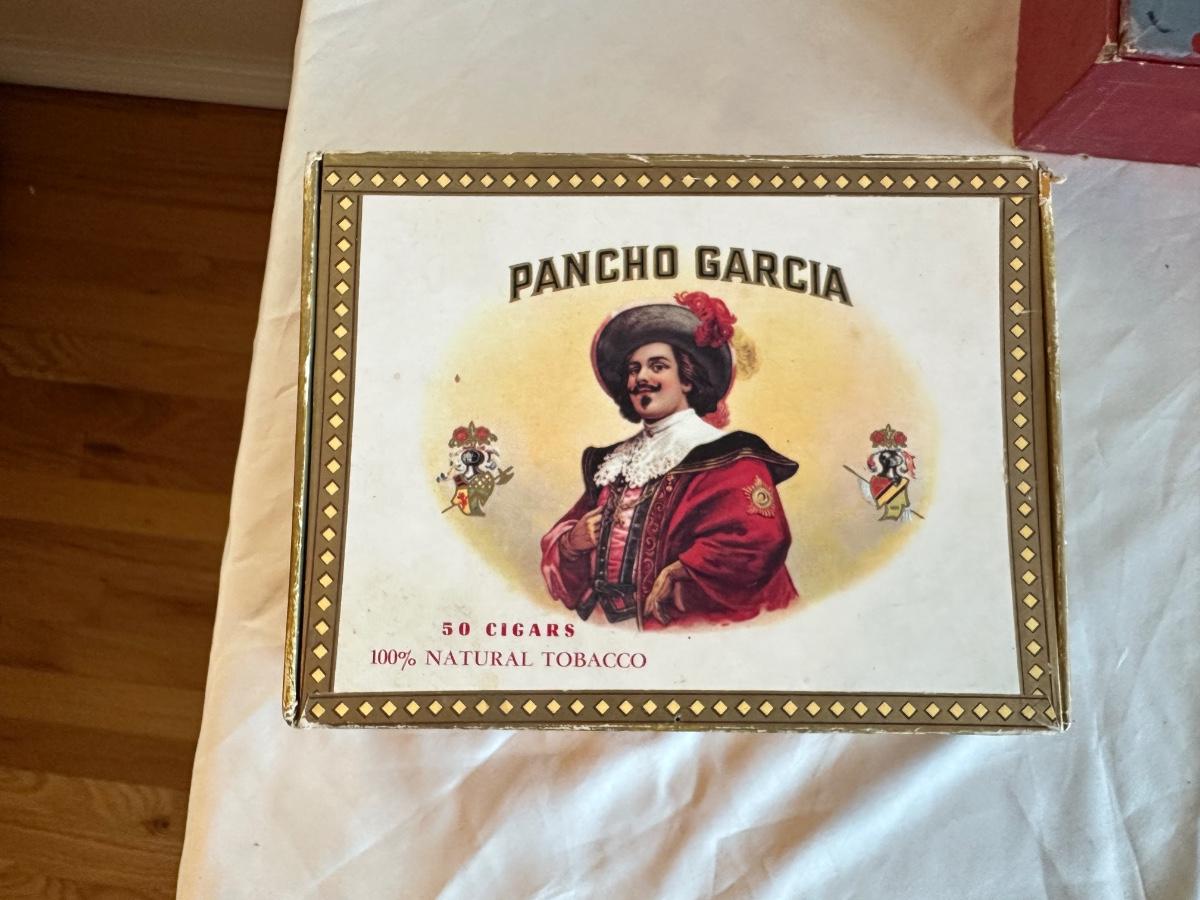 PANCHO GARCIA
50 CIGARS
100% NATURAL TOBACCO